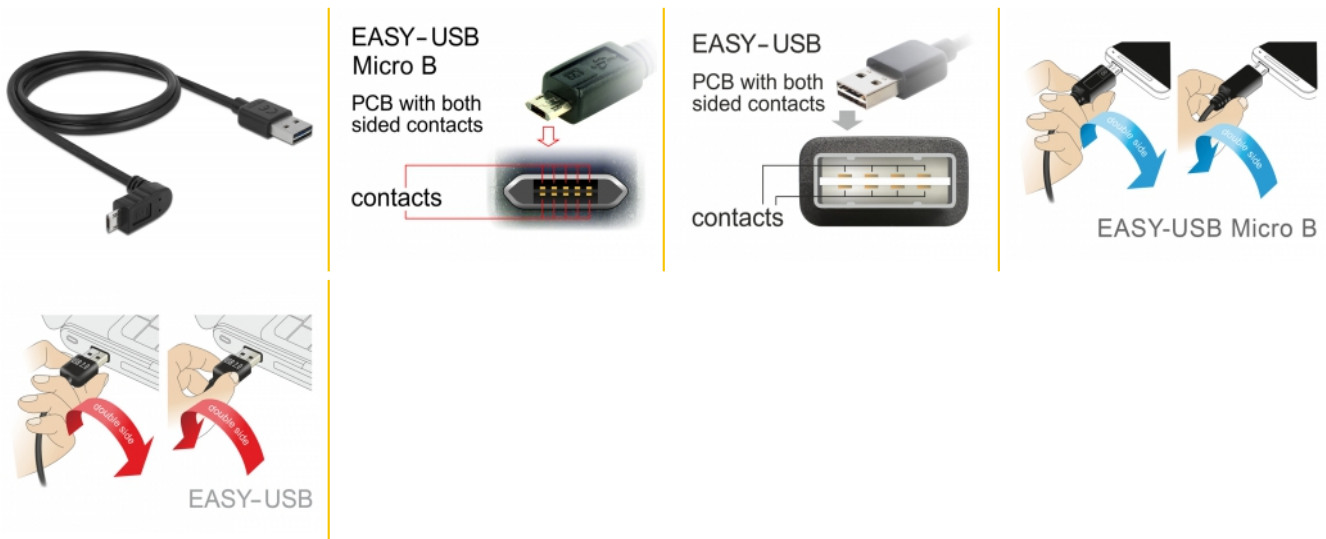 EASY-USB
Micro B
PCB with both
sided contacts
contacts
EASY-USB
PCB with both
sided contacts
contacts
double side
double side
EASY-USB Micro B
double side
double side
EASY-USB